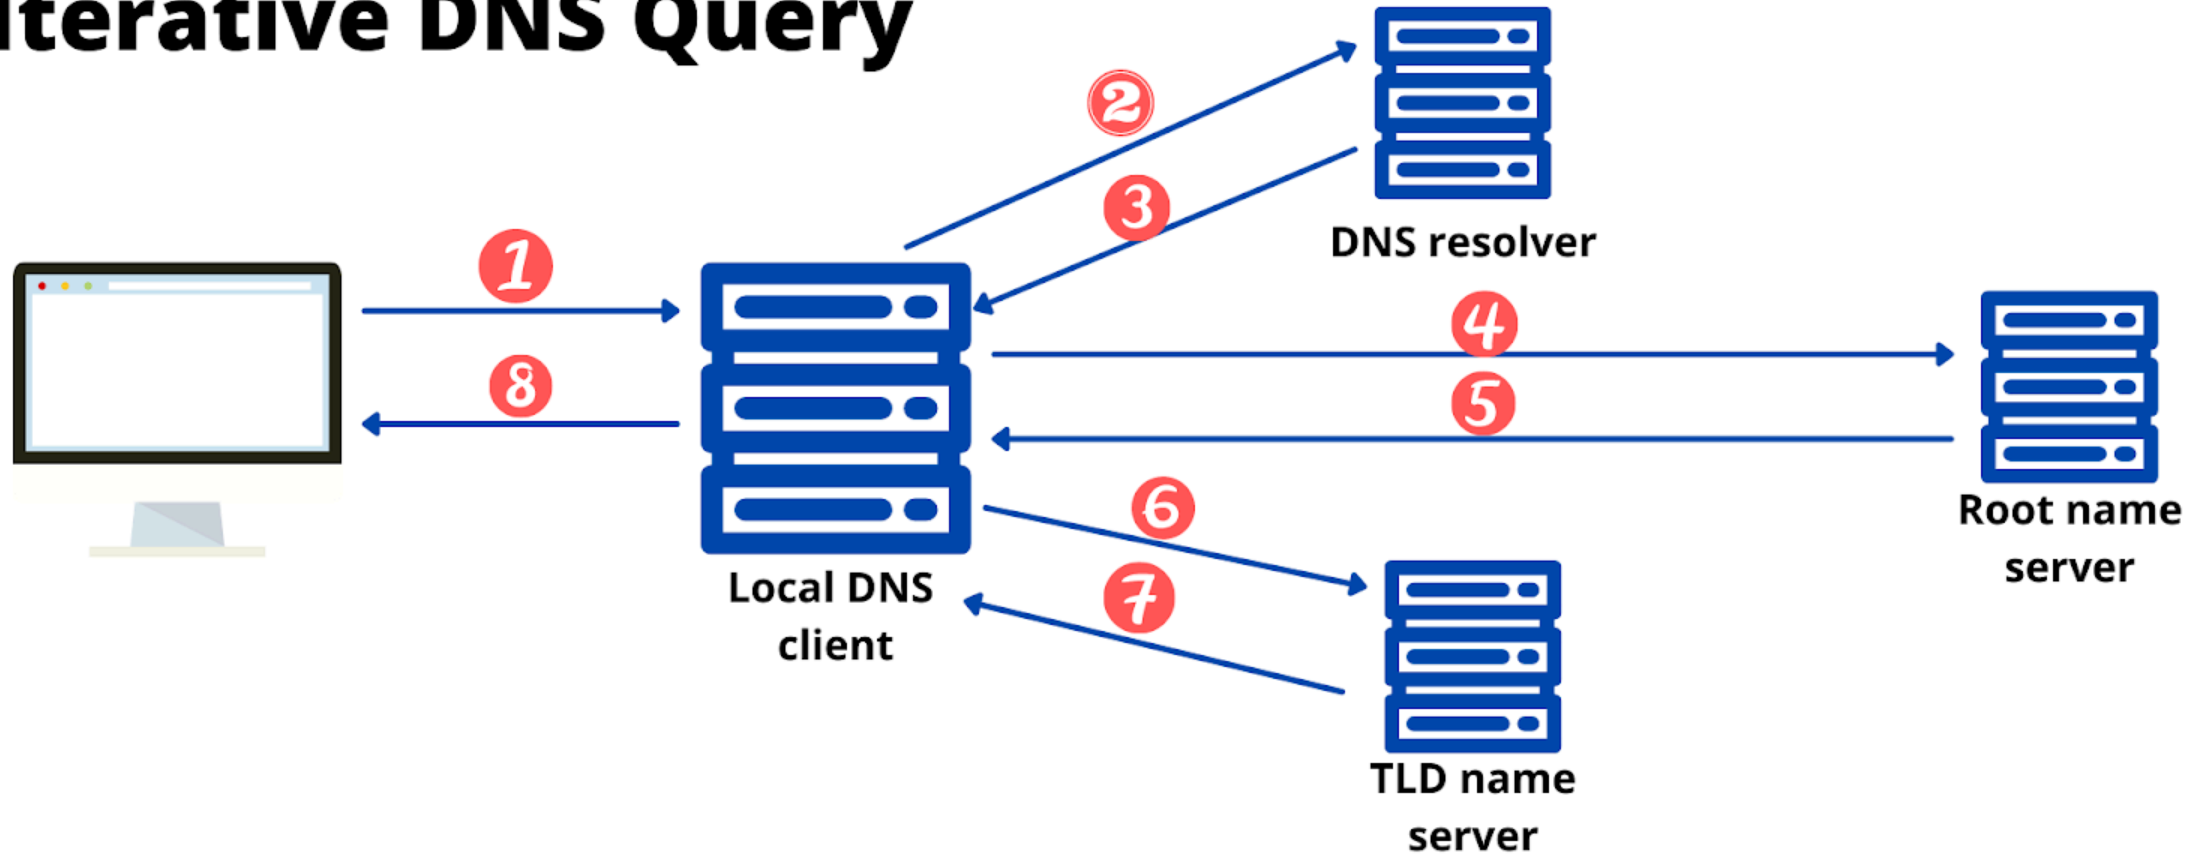 Iterative DNS Query
2
3
DNS resolver
1
4
8
5
Root name
server
6
7
Local DNS
client
TLD name
server